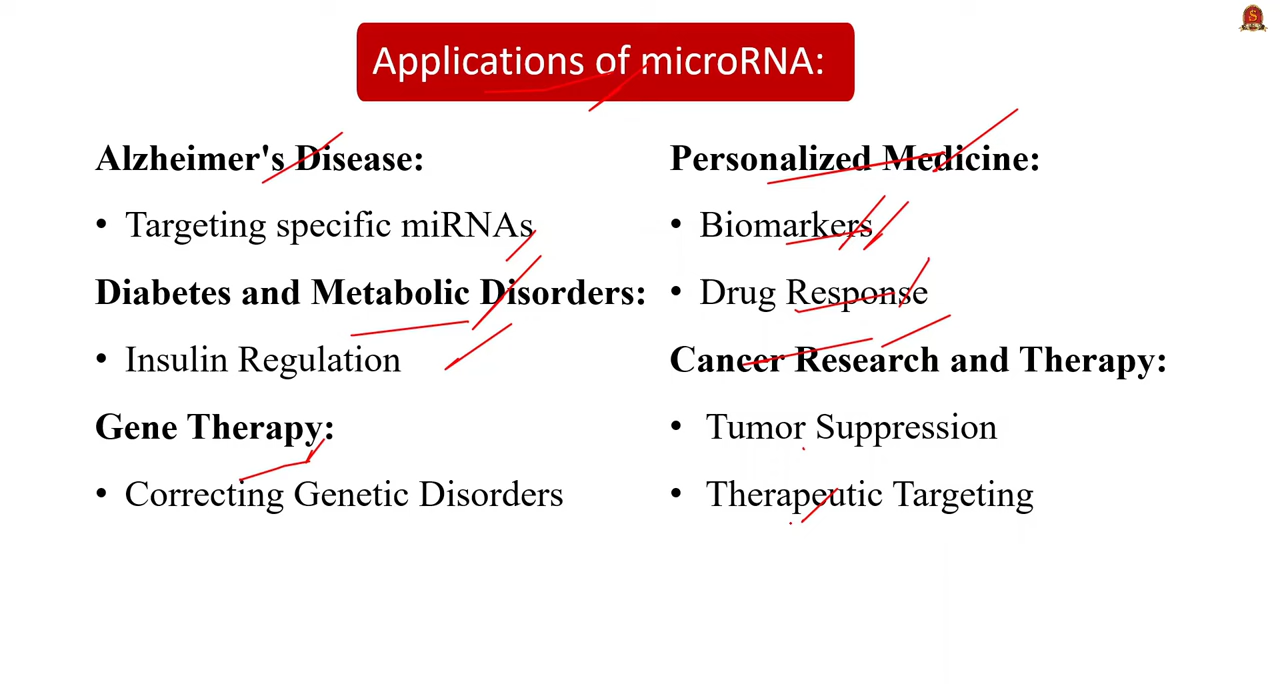 Applications of microRNA:
Alzheimer's Disease:
• Targeting specific miRNAs
Diabetes and Metabolic Disorders:
• Insulin Regulation
Gene Therapy:
• Correcting Genetic Disorders
Personalized Medicine:
• Biomarkers
• Drug Response
Cancer Research and Therapy:
• Tumor Suppression
• Therapeutic Targeting